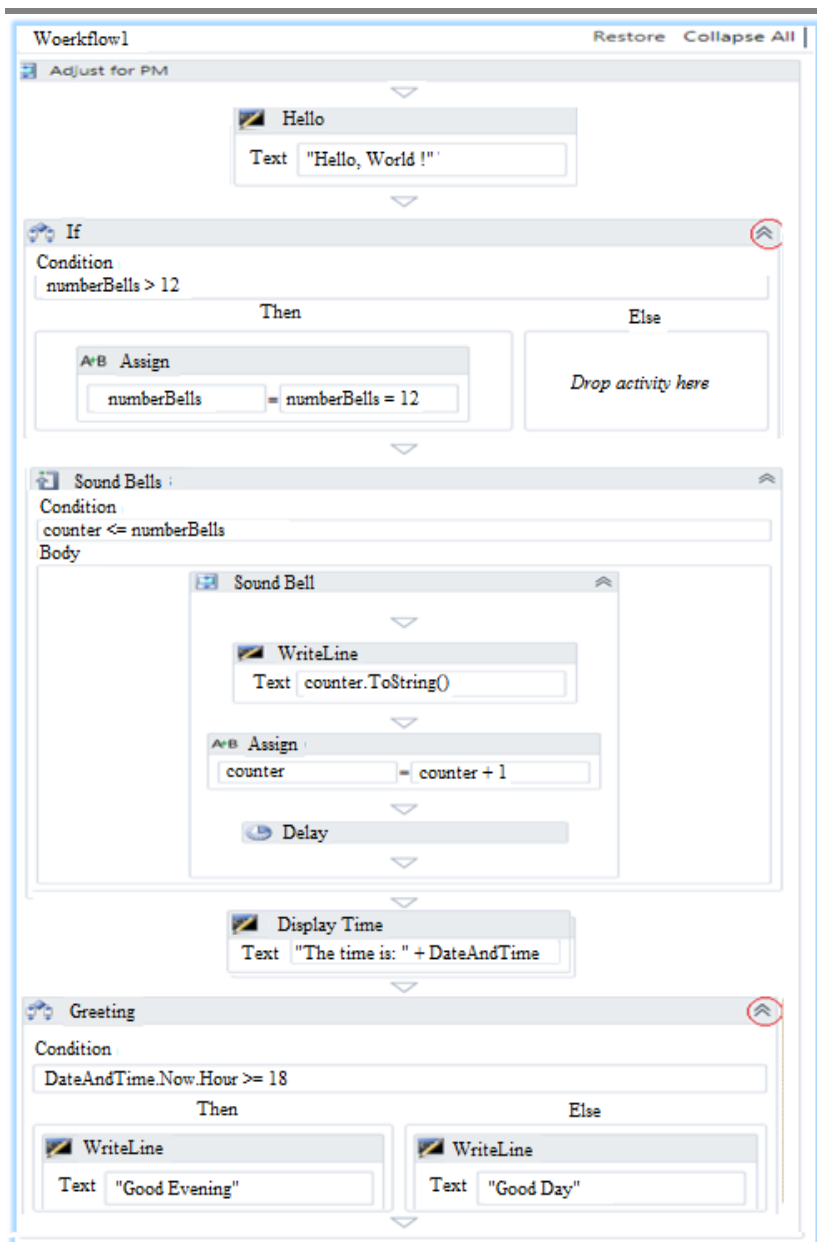 Woerkflow1 Restore Collapse All
Adjust for PM
Hello
Text "Hello, World !"'
If
Condition
numberBells > 12
Then Else
A+B Assign
numberBells = numberBells = 12
Drop activity here
Sound Bells :
Condition
counter <= numberBells
Body
Sound Bell
WriteLine
Text counter.ToString()
A+B Assign
counter = counter + 1
Delay
Display Time
Text "The time is: " + DateAndTime
Greeting
Condition
DateAndTime.Now.Hour >= 18
Then Else
WriteLine WriteLine
Text "Good Evening" Text "Good Day"